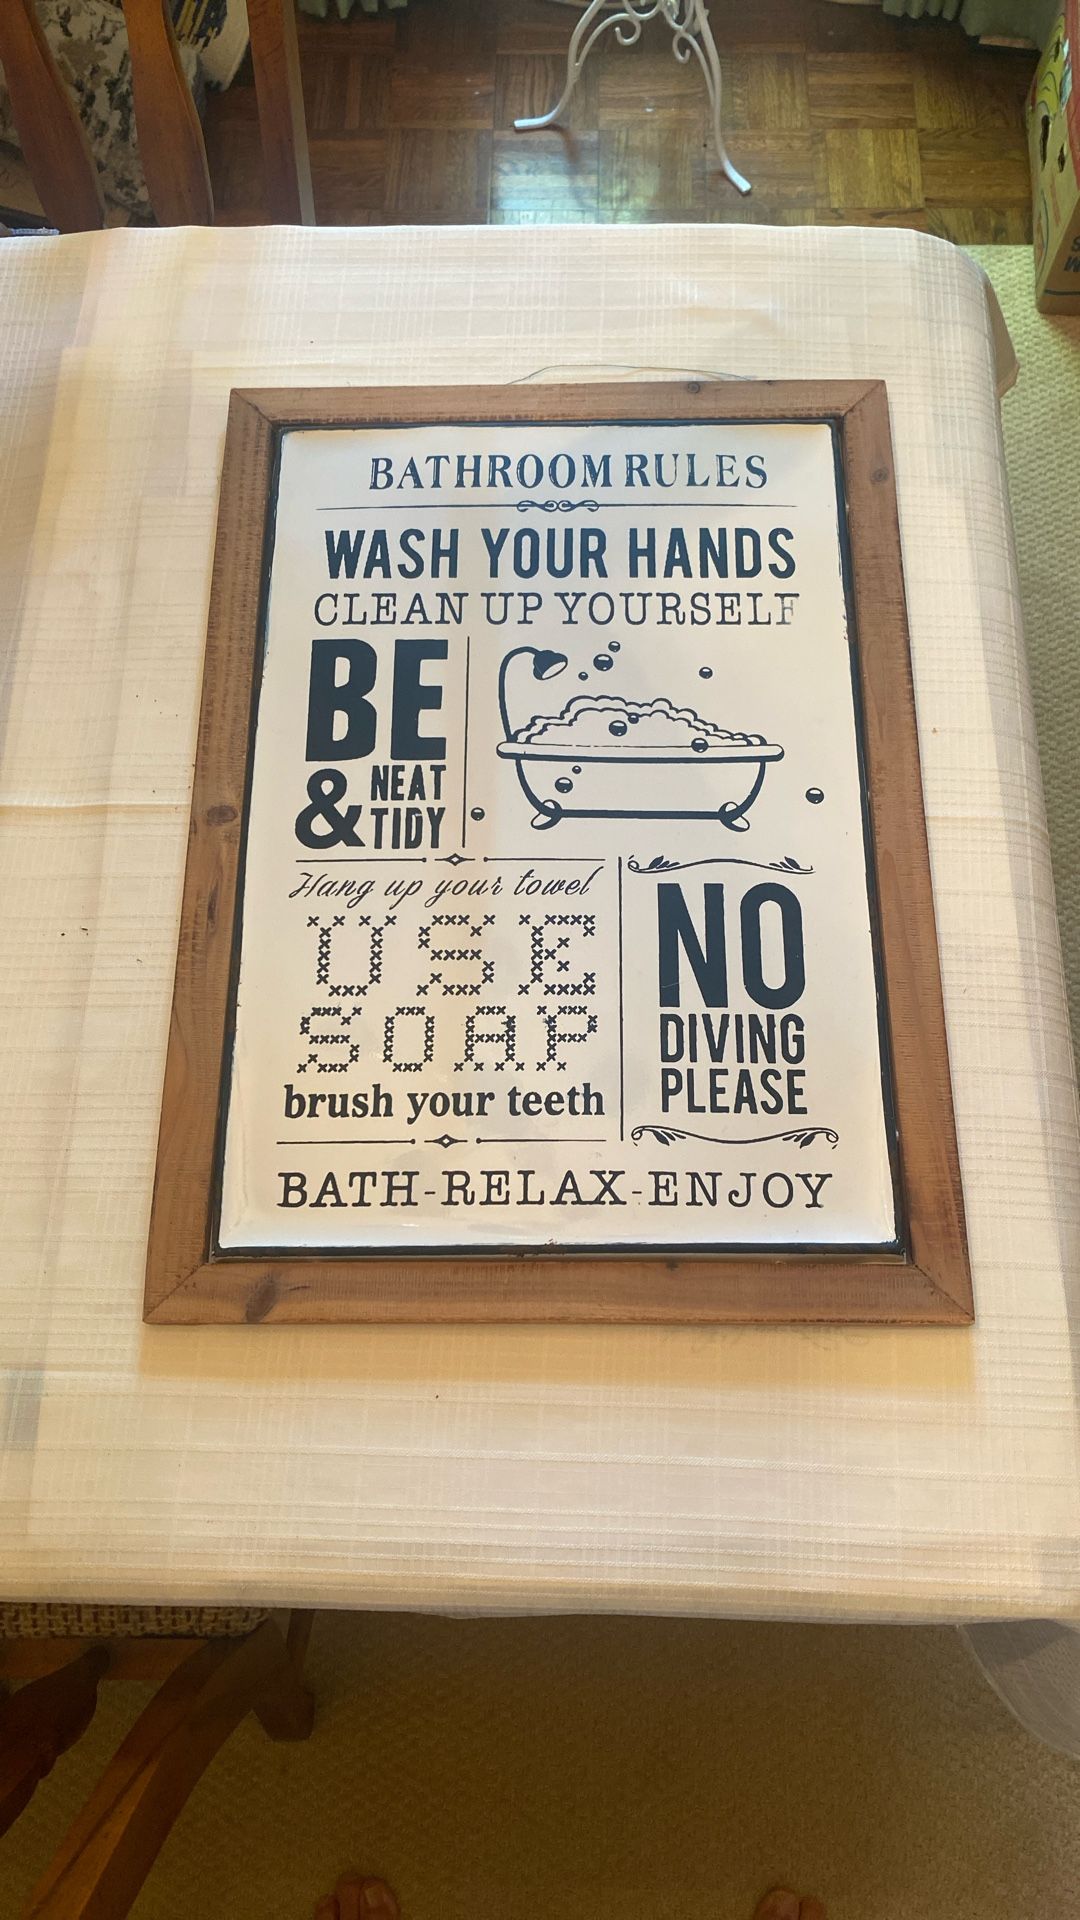 BATHROOM RULES
WASH YOUR HANDS
CLEAN UP YOURSELF
BE
& NEAT
TIDY
Hang up your towel
USE
SOAP
brush your teeth
NO
DIVING
PLEASE
BATH-RELAX-ENJOY